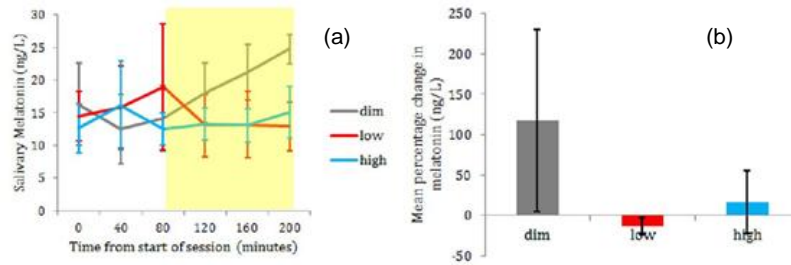 (a)
Salivary Melatonin (ng/L)
30
25
20
15
10
5
0
0 40 80 120 160 200
Time from start of session (minutes)
dim
low
high
(b)
Mean percentage change in
melatonin (ng/L)
250
200
150
100
50
0
-50
dim low high